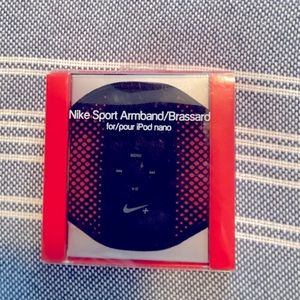 Nike Sport Armband/Brassard
for/pour iPod nano
MENU